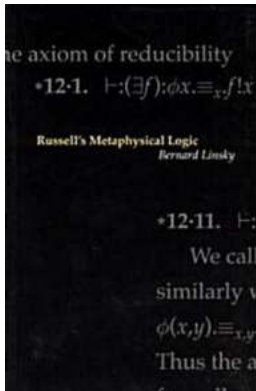 he axiom of reducibility
*12·1. ⊢:(∃f):ϕx.≡ₓ.f!x
Russell's Metaphysical Logic
Bernard Linsky
*12·11. ⊢:
We call
similarly
ϕ(x,y).≡ₓ,ᵧ
Thus the a